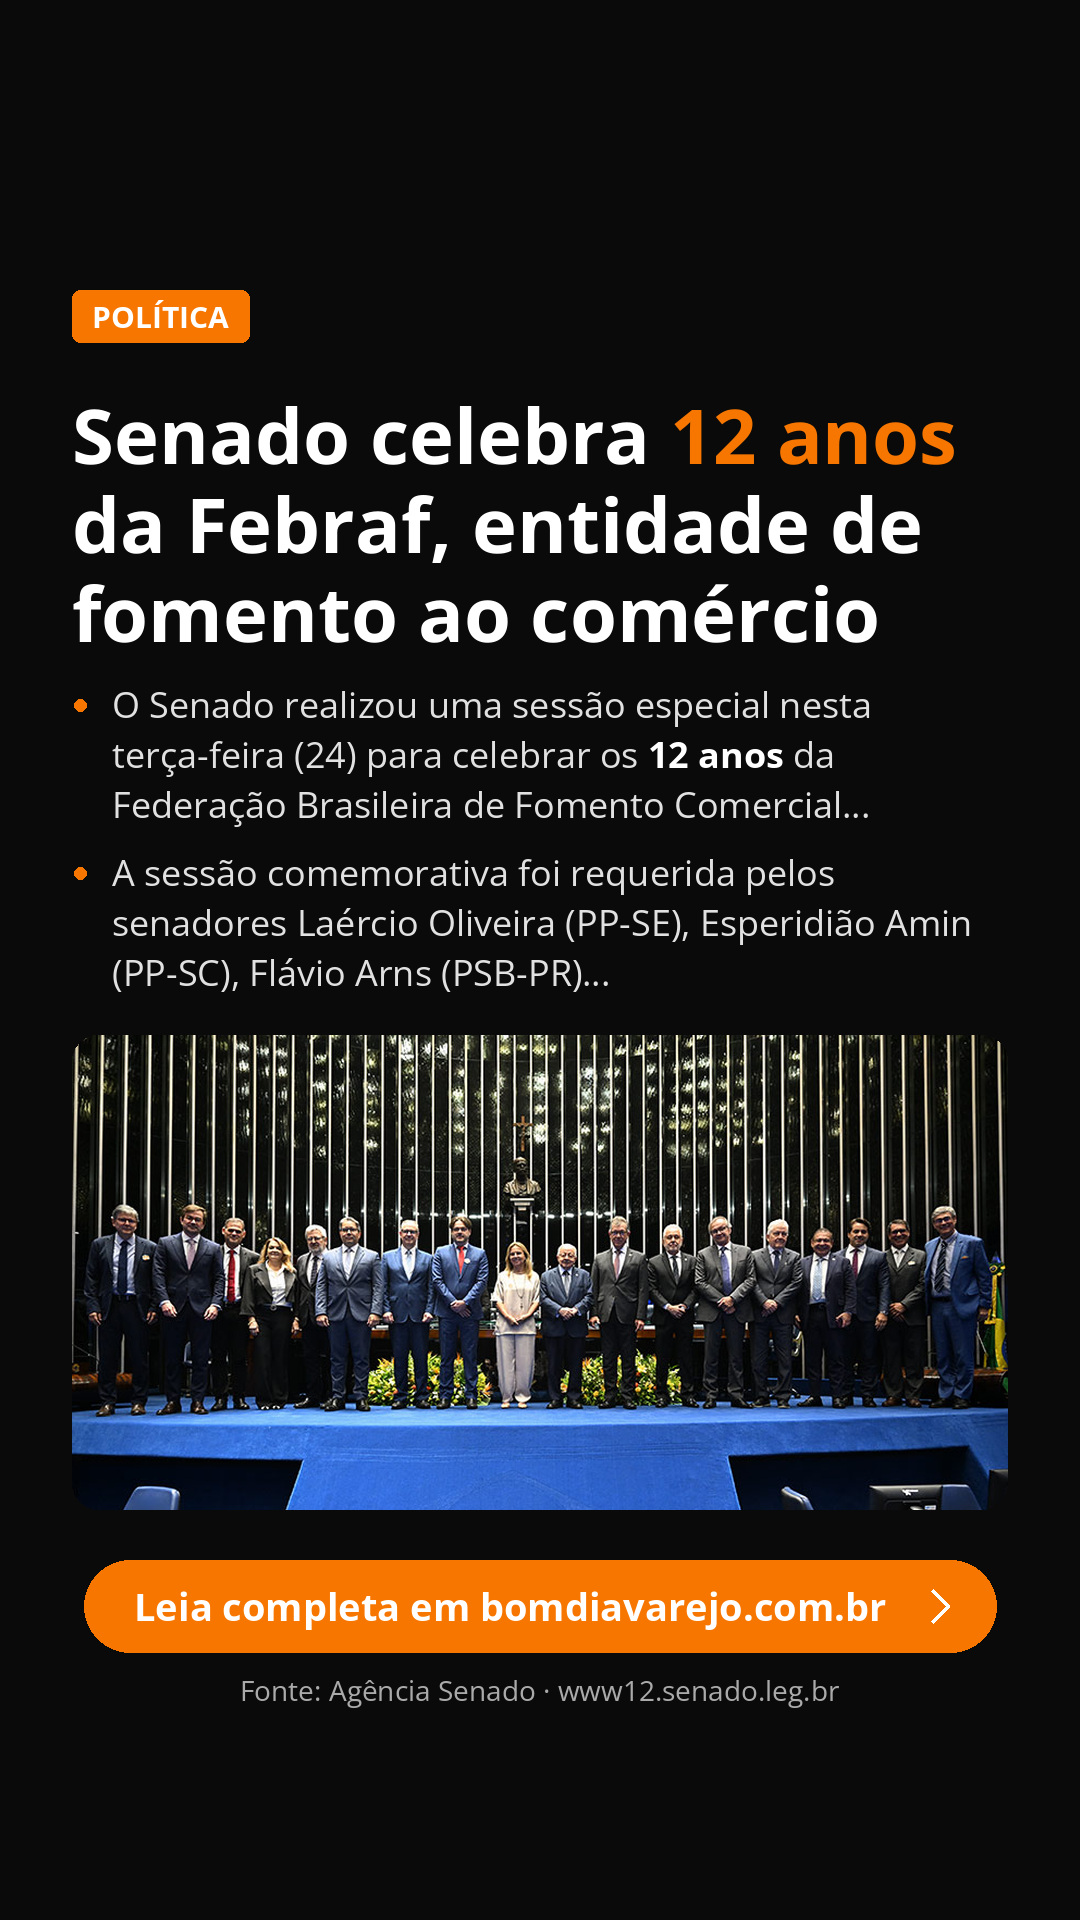 POLÍTICA
Senado celebra 12 anos
da Febraf, entidade de
fomento ao comércio
O Senado realizou uma sessão especial nesta
terça-feira (24) para celebrar os 12 anos da
Federação Brasileira de Fomento Comercial...
A sessão comemorativa foi requerida pelos
senadores Laércio Oliveira (PP-SE), Esperidião Amin
(PP-SC), Flávio Arns (PSB-PR)...
Leia completa em bomdiavarejo.com.br
Fonte: Agência Senado · www12.senado.leg.br